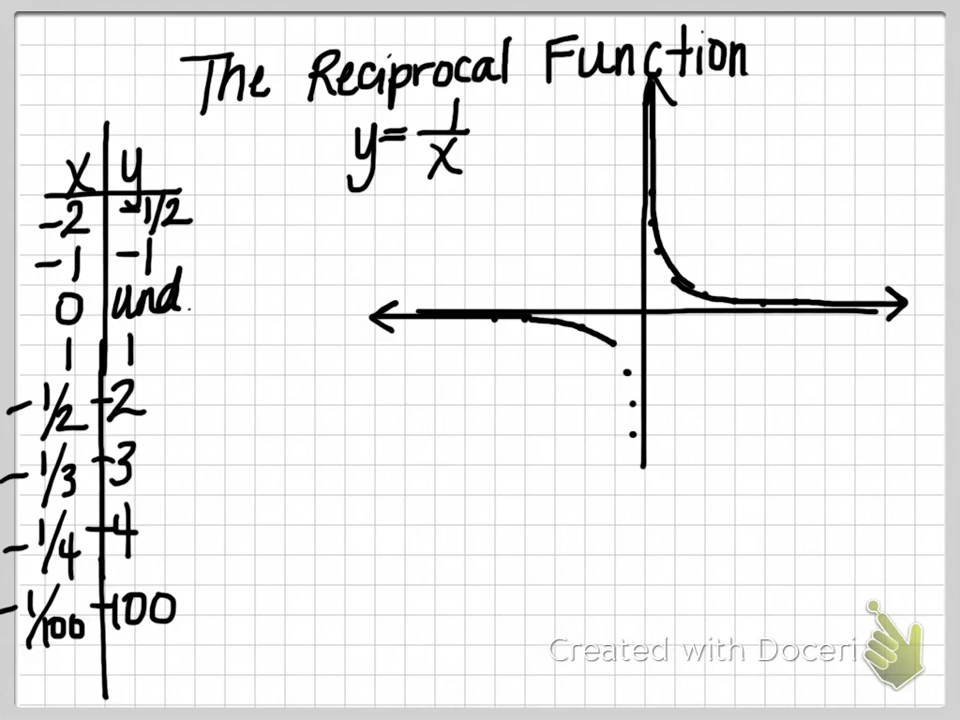 The Reciprocal Function
y = 1/x
x | y
-2 | -1/2
-1 | -1
0 | und.
1 | 1
-1/2 | -2
-1/3 | -3
-1/4 | -4
-1/100 | -100
Created with Doceri